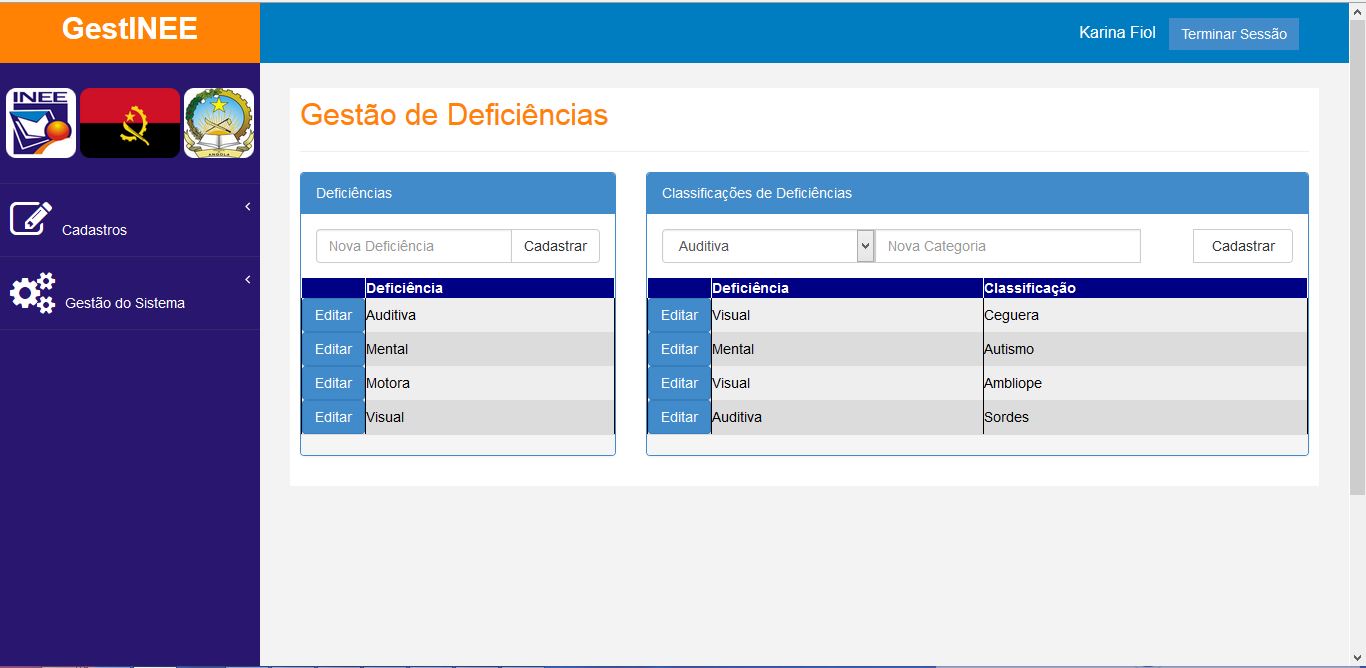 GestINEE
Karina Fiol
Terminar Sessão
INEE
ANGOLA
Cadastros
Gestão do Sistema
Gestão de Deficiências
Deficiências
Nova Deficiência Cadastrar
Deficiência
Editar Auditiva
Editar Mental
Editar Motora
Editar Visual
Classificações de Deficiências
Auditiva Nova Categoria Cadastrar
Deficiência Classificação
Editar Visual Ceguera
Editar Mental Autismo
Editar Visual Ambliope
Editar Auditiva Sordes